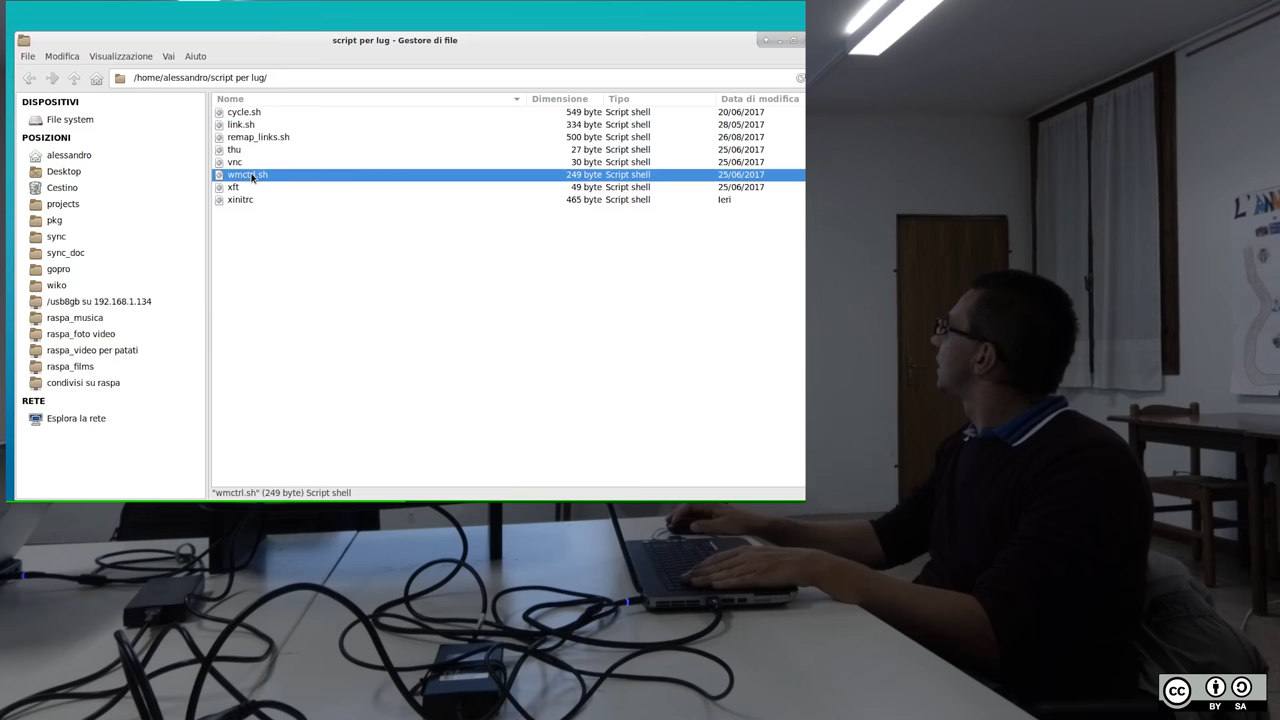 script per lug - Gestore di file
File Modifica Visualizzazione Vai Aiuto
/home/alessandro/script per lug/
DISPOSITIVI
File system
POSIZIONI
alessandro
Desktop
Cestino
projects
pkg
sync
sync_doc
gopro
wiko
/usb8gb su 192.168.1.134
raspa_musica
raspa_foto video
raspa_video per patati
raspa_films
condivisi su raspa
RETE
Esplora la rete
Nome Dimensione Tipo Data di modifica
cycle.sh 549 byte Script shell 20/06/2017
link.sh 334 byte Script shell 28/05/2017
remap_links.sh 500 byte Script shell 26/08/2017
thu 27 byte Script shell 25/06/2017
vnc 30 byte Script shell 25/06/2017
wmctrl.sh 249 byte Script shell 25/06/2017
xft 49 byte Script shell 25/06/2017
xinitrc 465 byte Script shell Ieri
"wmctrl.sh" (249 byte) Script shell
cc BY SA